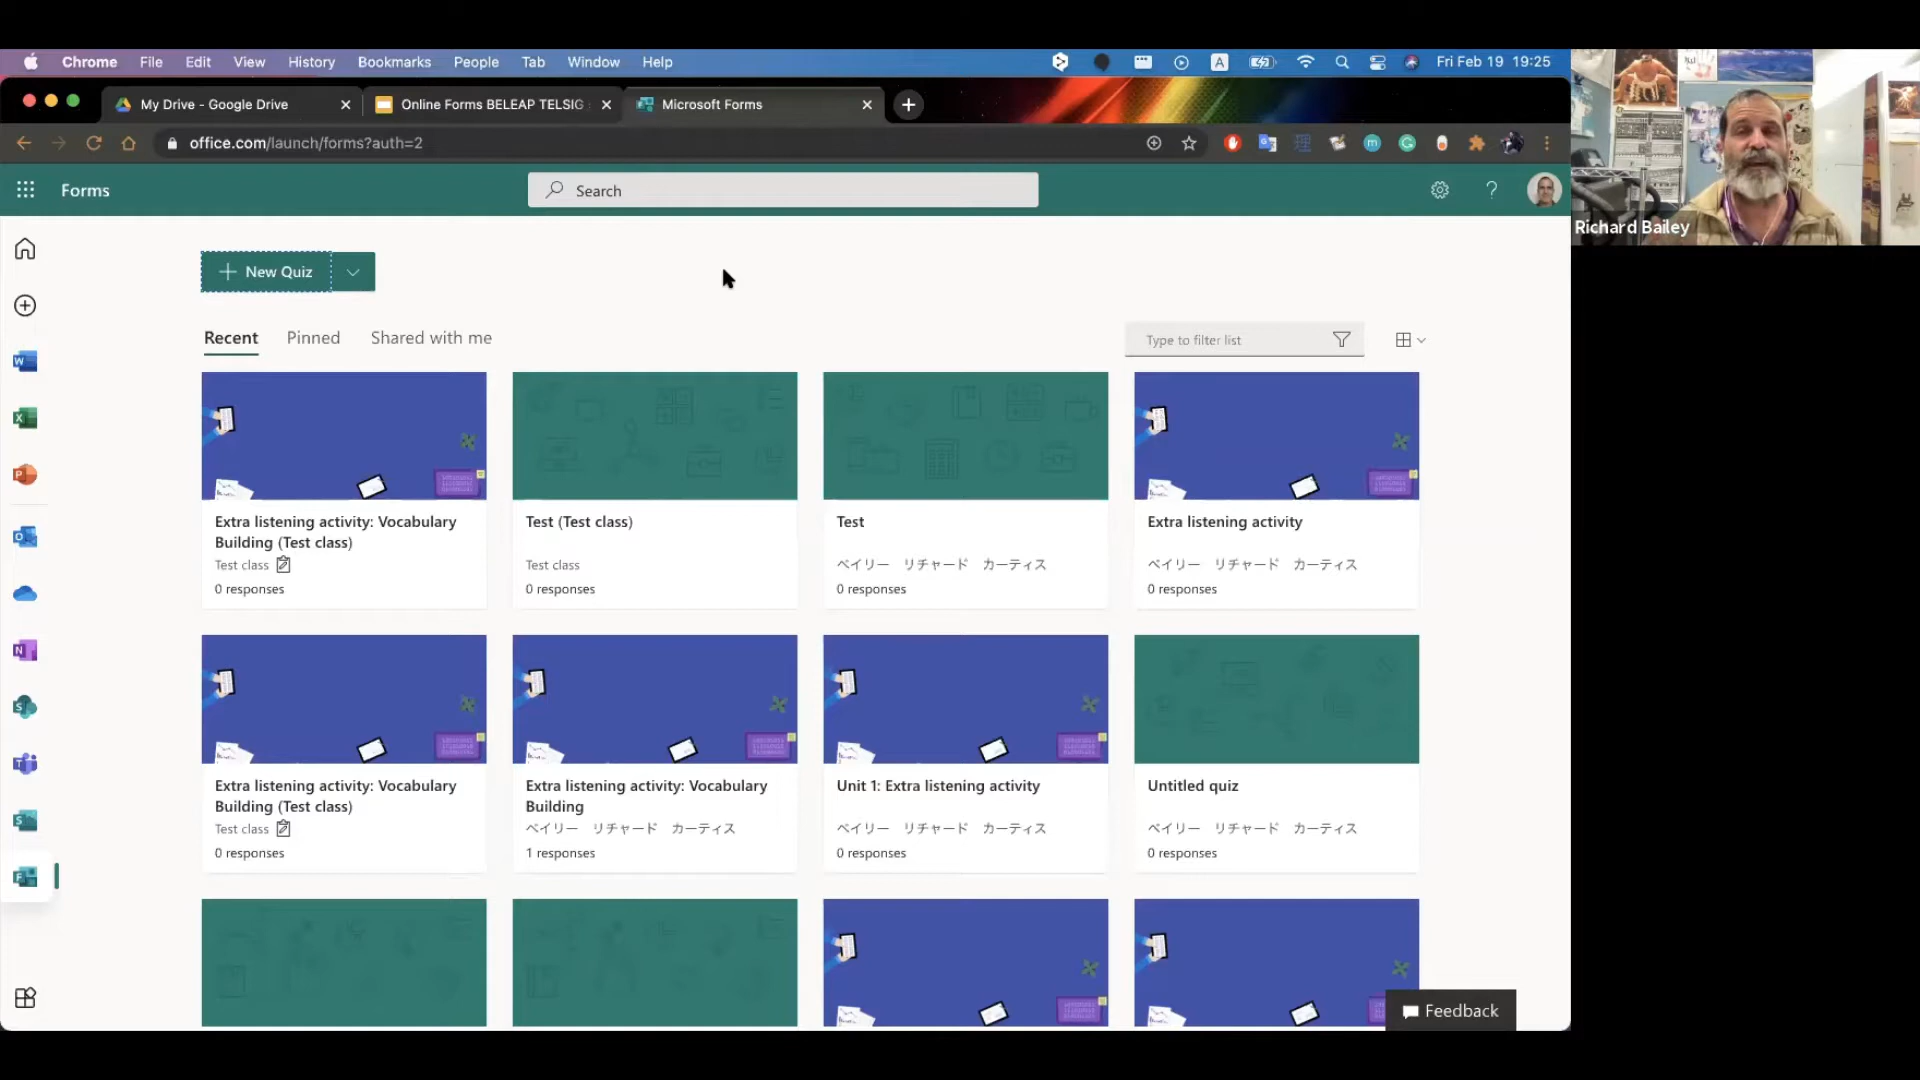 Chrome File Edit View History Bookmarks People Tab Window Help
A
Fri Feb 19 19:25
My Drive - Google Drive
Online Forms BELEAP TELSIG
Microsoft Forms
office.com/launch/forms?auth=2
Richard Bailey
Forms
Search
New Quiz
Recent Pinned Shared with me
Type to filter list
Extra listening activity: Vocabulary
Building (Test class)
Test class
0 responses
Test (Test class)
Test class
0 responses
Test
ベイリー リチャード カーティス
0 responses
Extra listening activity
ベイリー リチャード カーティス
0 responses
Extra listening activity: Vocabulary
Building (Test class)
Test class
0 responses
Extra listening activity: Vocabulary
Building
ベイリー リチャード カーティス
1 responses
Unit 1: Extra listening activity
ベイリー リチャード カーティス
0 responses
Untitled quiz
ベイリー リチャード カーティス
0 responses
Feedback